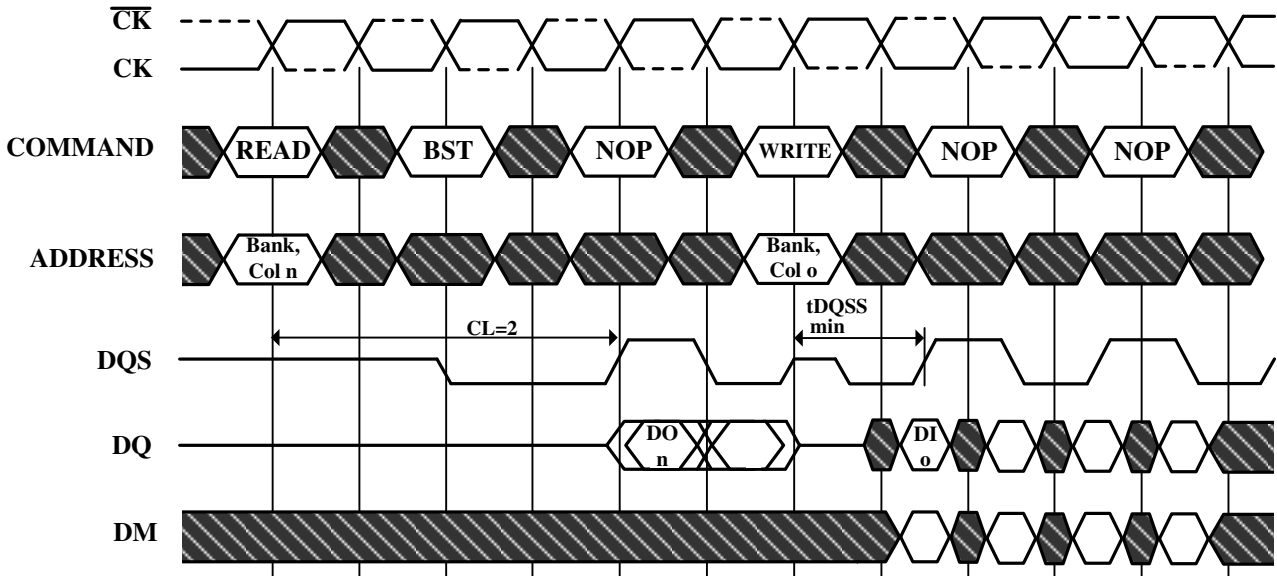 CK
CK
COMMAND
READ
BST
NOP
WRITE
NOP
NOP
ADDRESS
Bank,
Col n
Bank,
Col o
CL=2
tDQSS
min
DQS
DQ
DO
n
DI
o
DM